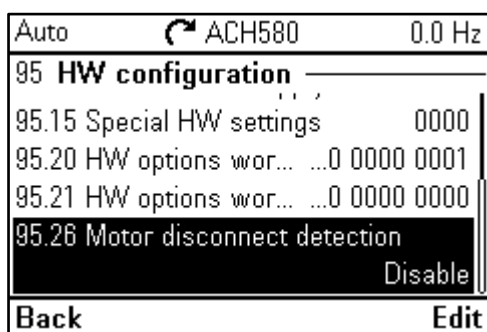 Auto ACH580 0.0 Hz
95 HW configuration
95.15 Special HW settings 0000
95.20 HW options wor... ...0 0000 0001
95.21 HW options wor... ...0 0000 0000
95.26 Motor disconnect detection
Disable
Back Edit